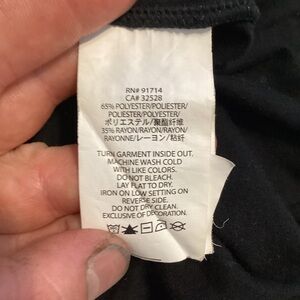 RN# 91714
CA# 32528
65% POLYESTER/POLIESTER/
POLIESTER/POLYESTER/
ポリエステル/聚酯纤维
35% RAYON/RAYON/RAYON/
RAYONNE/レーヨン/粘纤
TURN GARMENT INSIDE OUT.
MACHINE WASH COLD
WITH LIKE COLORS.
DO NOT BLEACH.
LAY FLAT TO DRY.
IRON ON LOW SETTING ON
REVERSE SIDE.
DO NOT DRY CLEAN.
EXCLUSIVE OF DECORATION.